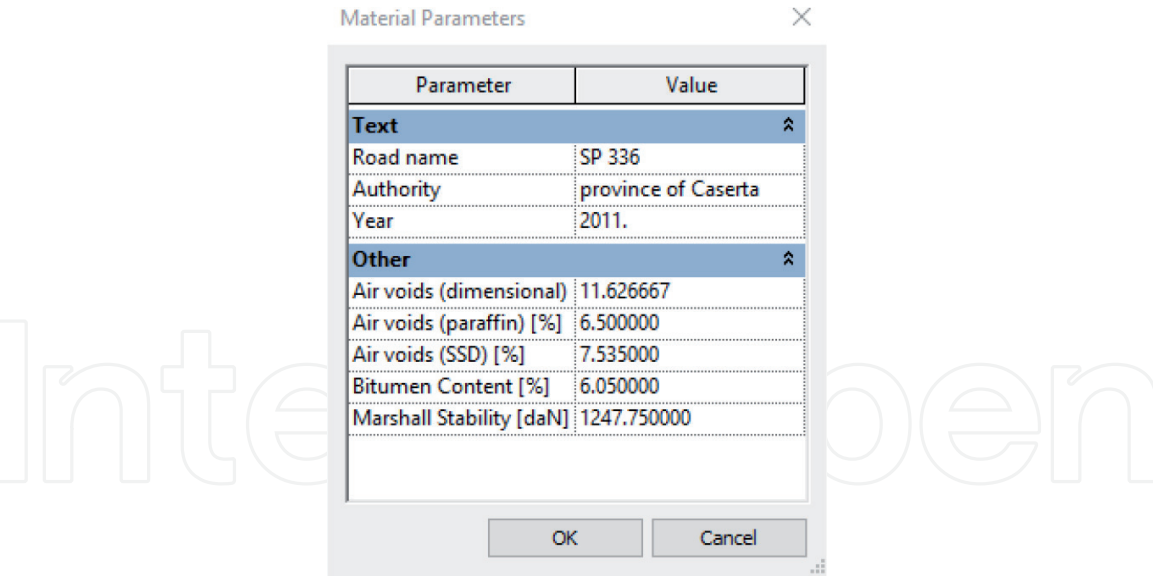 Material Parameters
Parameter Value
Text
Road name SP 336
Authority province of Caserta
Year 2011.
Other
Air voids (dimensional) 11.626667
Air voids (paraffin) [%] 6.500000
Air voids (SSD) [%] 7.535000
Bitumen Content [%] 6.050000
Marshall Stability [daN] 1247.750000
OK Cancel